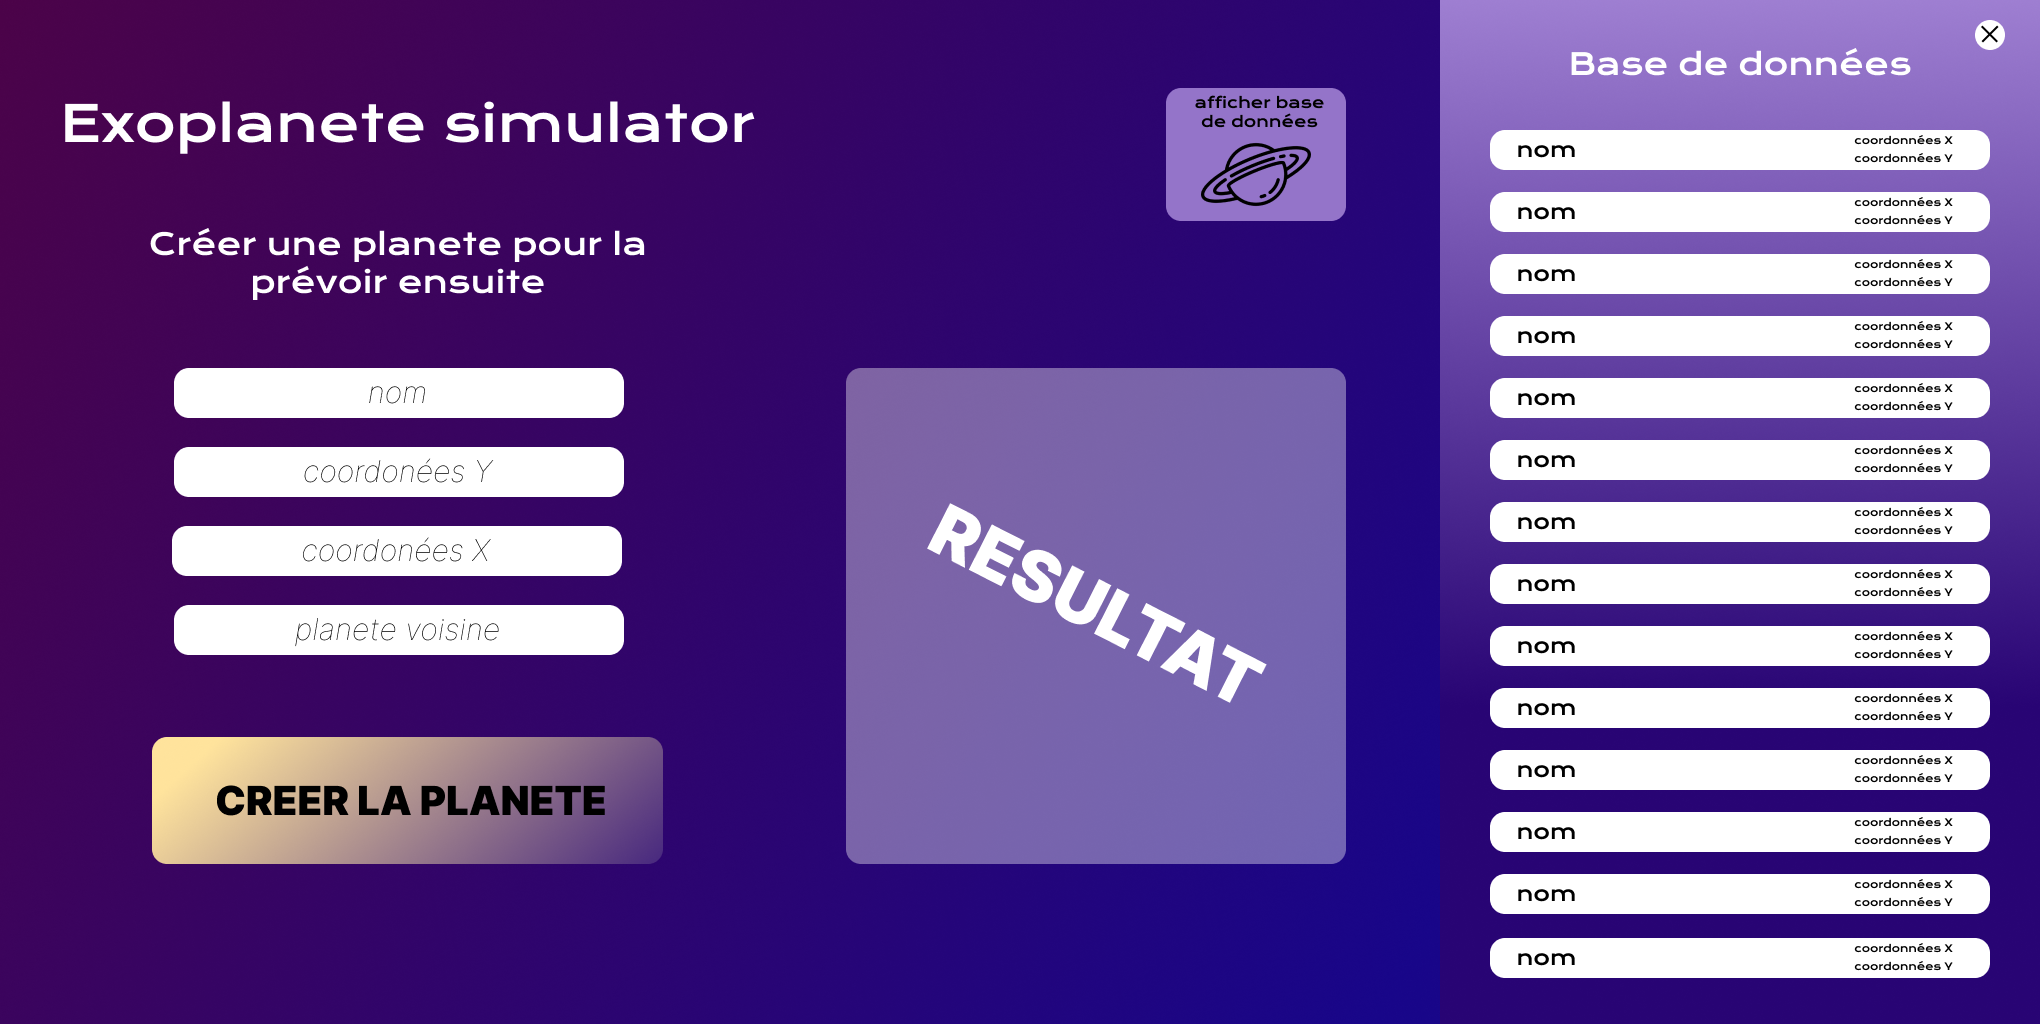 Exoplanete simulator
afficher base
de données
Créer une planete pour la
prévoir ensuite
nom
coordonées Y
coordonées X
planete voisine
CREER LA PLANETE
RESULTAT
Base de données
nom
coordonnées X
coordonnées Y
nom
coordonnées X
coordonnées Y
nom
coordonnées X
coordonnées Y
nom
coordonnées X
coordonnées Y
nom
coordonnées X
coordonnées Y
nom
coordonnées X
coordonnées Y
nom
coordonnées X
coordonnées Y
nom
coordonnées X
coordonnées Y
nom
coordonnées X
coordonnées Y
nom
coordonnées X
coordonnées Y
nom
coordonnées X
coordonnées Y
nom
coordonnées X
coordonnées Y
nom
coordonnées X
coordonnées Y
nom
coordonnées X
coordonnées Y